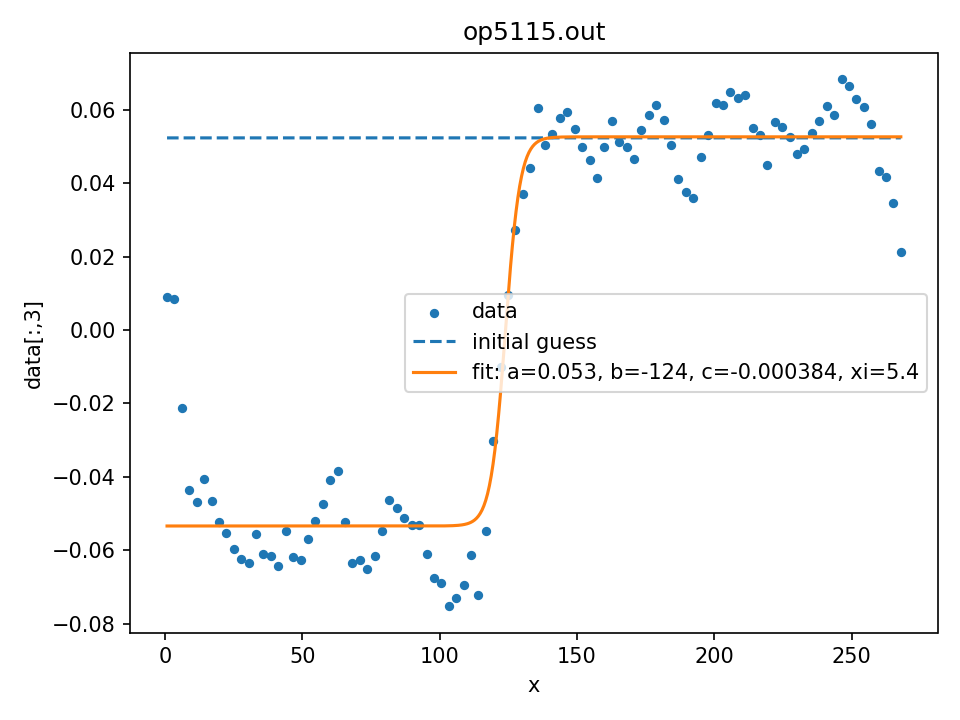 op5115.out
0.06
0.04
0.02
0.00
−0.02
−0.04
−0.06
−0.08
data[:,3]
data
initial guess
fit: a=0.053, b=-124, c=-0.000384, xi=5.4
0 50 100 150 200 250
x